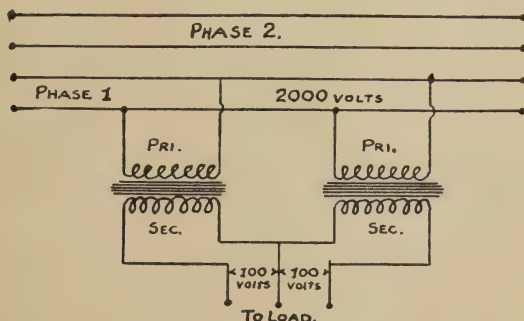 PHASE 2.
PHASE 1
2000 VOLTS
PRI.
PRI.
SEC.
SEC.
100 VOLTS
100 VOLTS
TO LOAD.